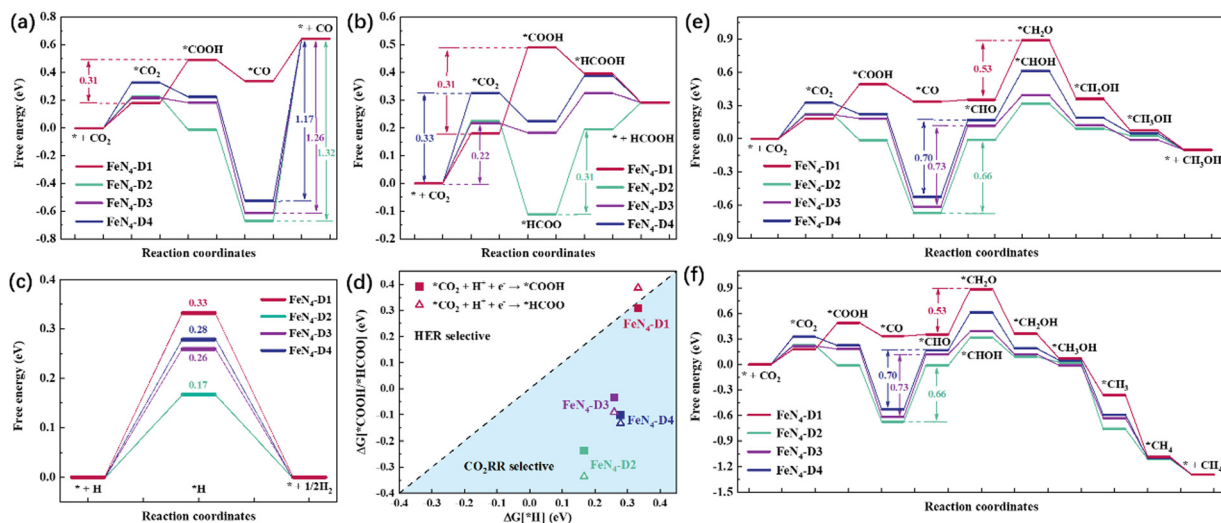 (a)
0.8
0.6
0.4
0.2
0.0
-0.2
-0.4
-0.6
-0.8
Free energy (eV)
Reaction coordinates
* + CO₂
*CO₂
*COOH
*CO
* + CO
0.31
1.17
1.26
1.32
FeN₄-D1
FeN₄-D2
FeN₄-D3
FeN₄-D4
(b)
0.6
0.5
0.4
0.3
0.2
0.1
0.0
-0.1
-0.2
Free energy (eV)
Reaction coordinates
* + CO₂
*CO₂
*COOH
*HCOO
*HCOOH
* + HCOOH
0.33
0.31
0.22
0.31
FeN₄-D1
FeN₄-D2
FeN₄-D3
FeN₄-D4
(e)
0.9
0.6
0.3
0.0
-0.3
-0.6
-0.9
Free energy (eV)
Reaction coordinates
* + CO₂
*CO₂
*COOH
*CO
*CHO
*CH₂O
*CHOH
*CH₂OH
*CH₃OH
* + CH₃OH
0.53
0.70
0.73
0.66
FeN₄-D1
FeN₄-D2
FeN₄-D3
FeN₄-D4
(c)
0.4
0.3
0.2
0.1
0.0
Free energy (eV)
Reaction coordinates
* + H
*H
* + 1/2H₂
0.33
0.28
0.26
0.17
FeN₄-D1
FeN₄-D2
FeN₄-D3
FeN₄-D4
(d)
0.4
0.3
0.2
0.1
0.0
-0.1
-0.2
-0.3
-0.4
ΔG[*COOH/*HCOO] (eV)
*CO₂ + H⁺ + e⁻ → *COOH
*CO₂ + H⁺ + e⁻ → *HCOO
HER selective
CO₂RR selective
FeN₄-D1
FeN₄-D3
FeN₄-D4
FeN₄-D2
0.4 0.3 0.2 0.1 0.0 0.1 0.2 0.3 0.4
ΔG[*H] (eV)
(f)
0.9
0.6
0.3
0.0
-0.3
-0.6
-0.9
-1.2
-1.5
Free energy (eV)
Reaction coordinates
* + CO₂
*CO₂
*COOH
*CO
*CHO
*CH₂O
*CHOH
*CH₂OH
*CH₃OH
*CH₃
*CH₄
* + CH₄
0.53
0.70
0.73
0.66
FeN₄-D1
FeN₄-D2
FeN₄-D3
FeN₄-D4